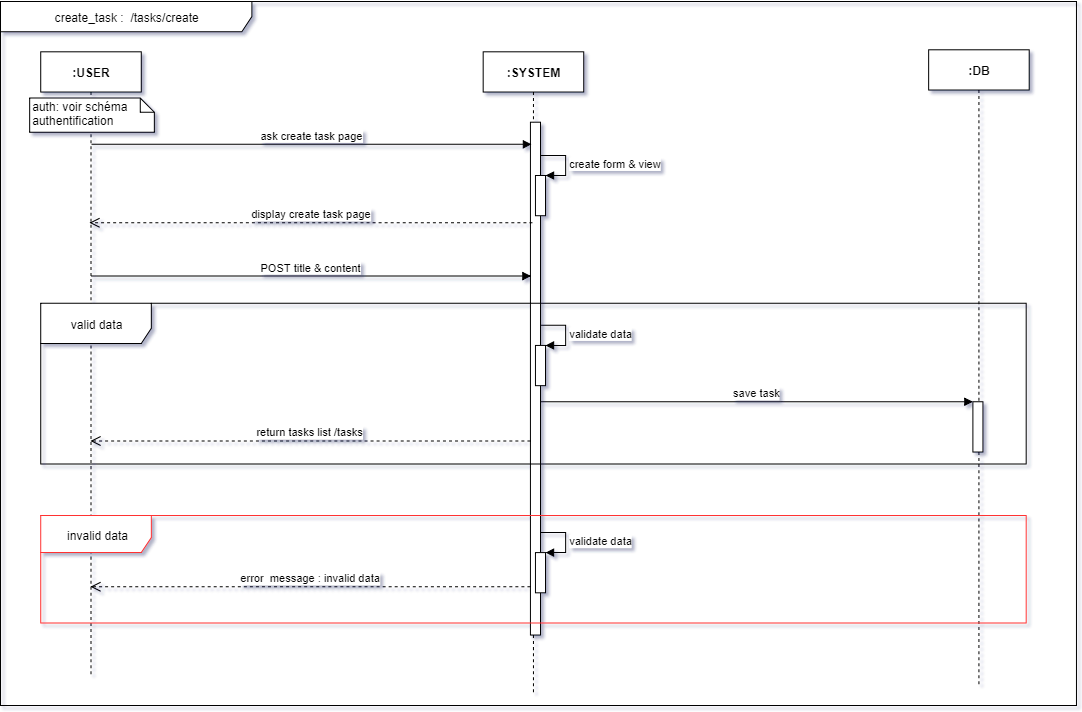 create_task : /tasks/create
:USER
:SYSTEM
:DB
auth: voir schéma
authentification
ask create task page
create form & view
display create task page
POST title & content
valid data
validate data
save task
return tasks list /tasks
invalid data
validate data
error message : invalid data